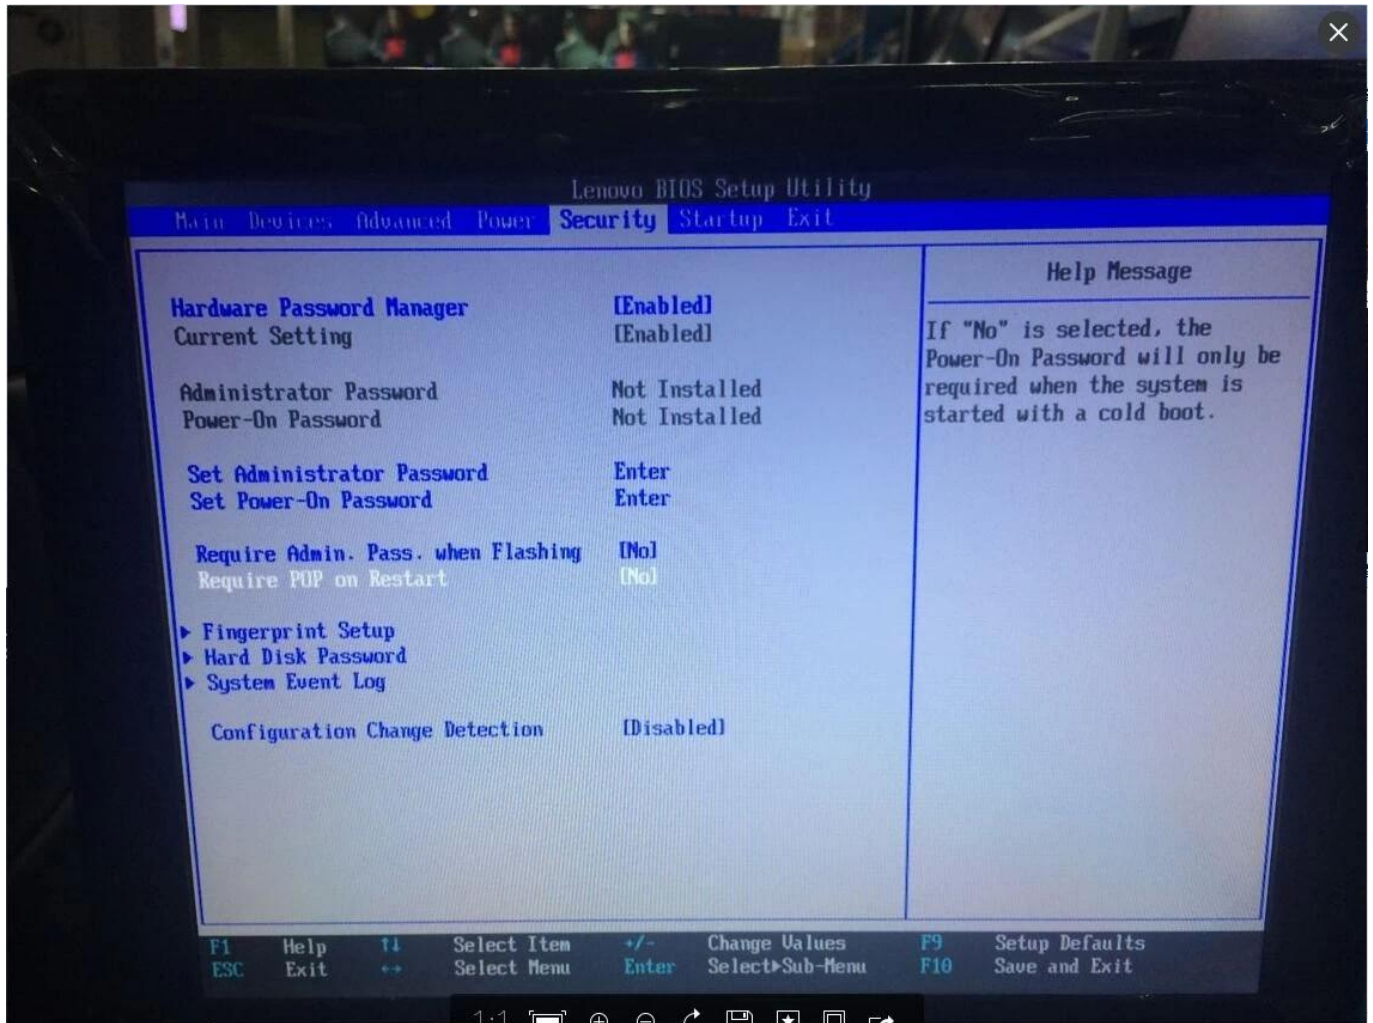 Lenovo BIOS Setup Utility
Main Devices Advanced Power Security Startup Exit
Hardware Password Manager [Enabled]
Current Setting [Enabled]
Administrator Password Not Installed
Power-On Password Not Installed
Set Administrator Password Enter
Set Power-On Password Enter
Require Admin. Pass. when Flashing [No]
Require POP on Restart [No]
Fingerprint Setup
Hard Disk Password
System Event Log
Configuration Change Detection [Disabled]
Help Message
If "No" is selected, the
Power-On Password will only be
required when the system is
started with a cold boot.
F1 Help ↑↓ Select Item +/- Change Values F9 Setup Defaults
ESC Exit ←→ Select Menu Enter Select▶Sub-Menu F10 Save and Exit
1:1